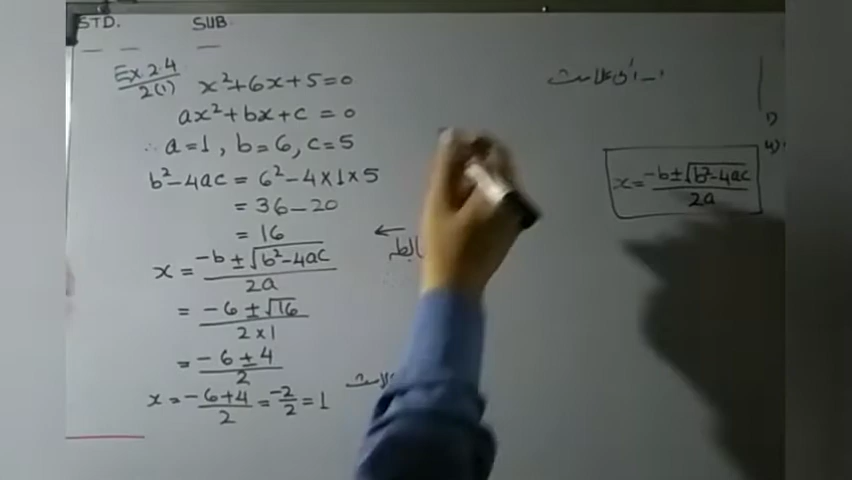 STD. SUB.
Ex 2.4
2(1)
x²+6x+5=0
ax²+bx+c=0
∴ a=1, b=6, c=5
b²-4ac = 6²-4×1×5
= 36-20
= 16
x = (-b±√(b²-4ac))/2a
= (-6±√16)/(2×1)
= (-6±4)/2
x = (-6+4)/2 = -2/2 = 1
x = (-b±√(b²-4ac))/2a